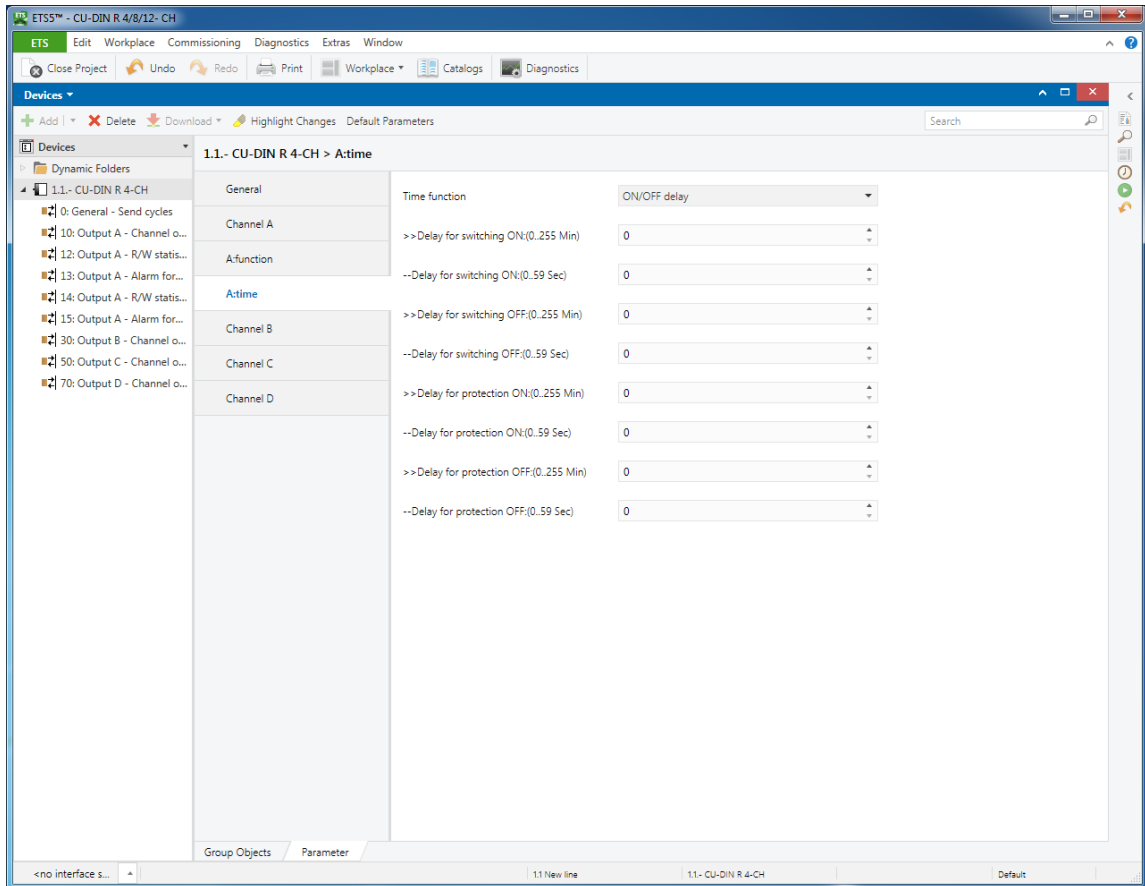 ETS5™ - CU-DIN R 4/8/12- CH
ETS Edit Workplace Commissioning Diagnostics Extras Window
Close Project Undo Redo Print Workplace Catalogs Diagnostics
Devices
Add Delete Download Highlight Changes Default Parameters Search
Devices
Dynamic Folders
1.1.- CU-DIN R 4-CH
0: General - Send cycles
10: Output A - Channel o...
12: Output A - R/W statis...
13: Output A - Alarm for...
14: Output A - R/W statis...
15: Output A - Alarm for...
30: Output B - Channel o...
50: Output C - Channel o...
70: Output D - Channel o...
1.1.- CU-DIN R 4-CH > A:time
General
Channel A
A:function
A:time
Channel B
Channel C
Channel D
Time function ON/OFF delay
>>Delay for switching ON:(0..255 Min) 0
--Delay for switching ON:(0..59 Sec) 0
>>Delay for switching OFF:(0..255 Min) 0
--Delay for switching OFF:(0..59 Sec) 0
>>Delay for protection ON:(0..255 Min) 0
--Delay for protection ON:(0..59 Sec) 0
>>Delay for protection OFF:(0..255 Min) 0
--Delay for protection OFF:(0..59 Sec) 0
Group Objects Parameter
<no interface s... 1.1 New line 1.1.- CU-DIN R 4-CH Default